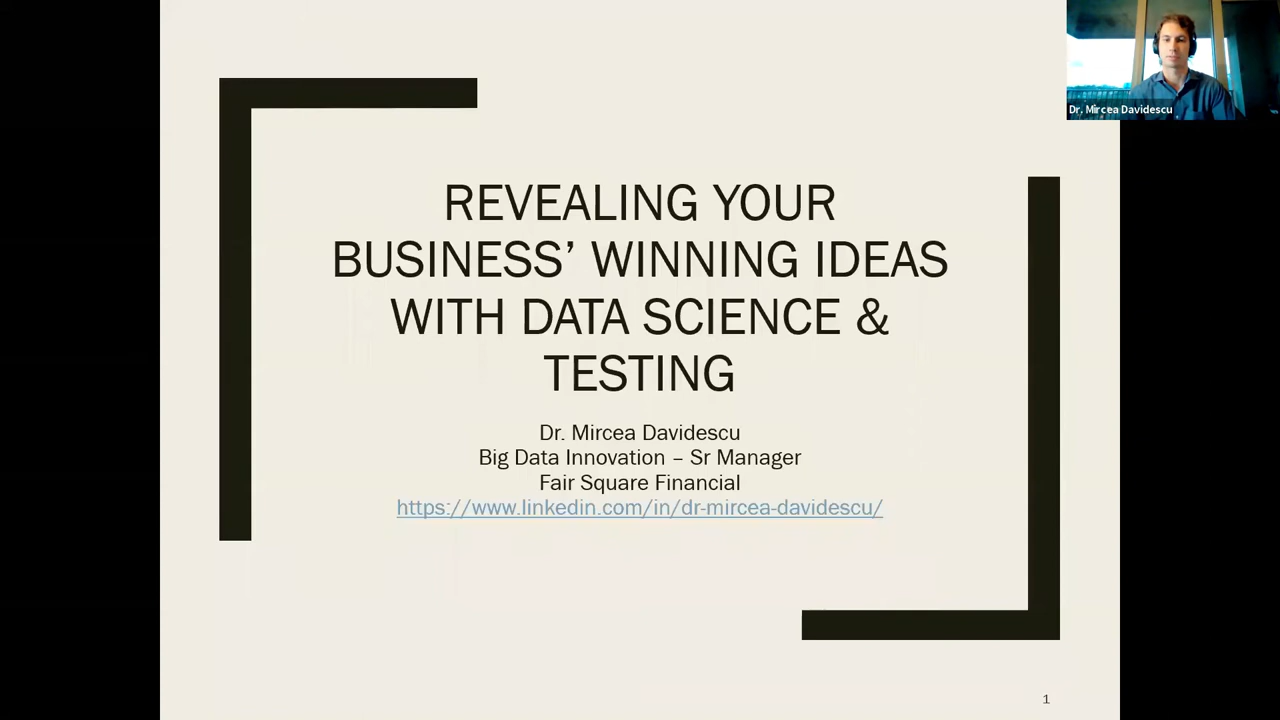 Dr. Mircea Davidescu
REVEALING YOUR
BUSINESS’ WINNING IDEAS
WITH DATA SCIENCE &
TESTING
Dr. Mircea Davidescu
Big Data Innovation – Sr Manager
Fair Square Financial
https://www.linkedin.com/in/dr-mircea-davidescu/
1